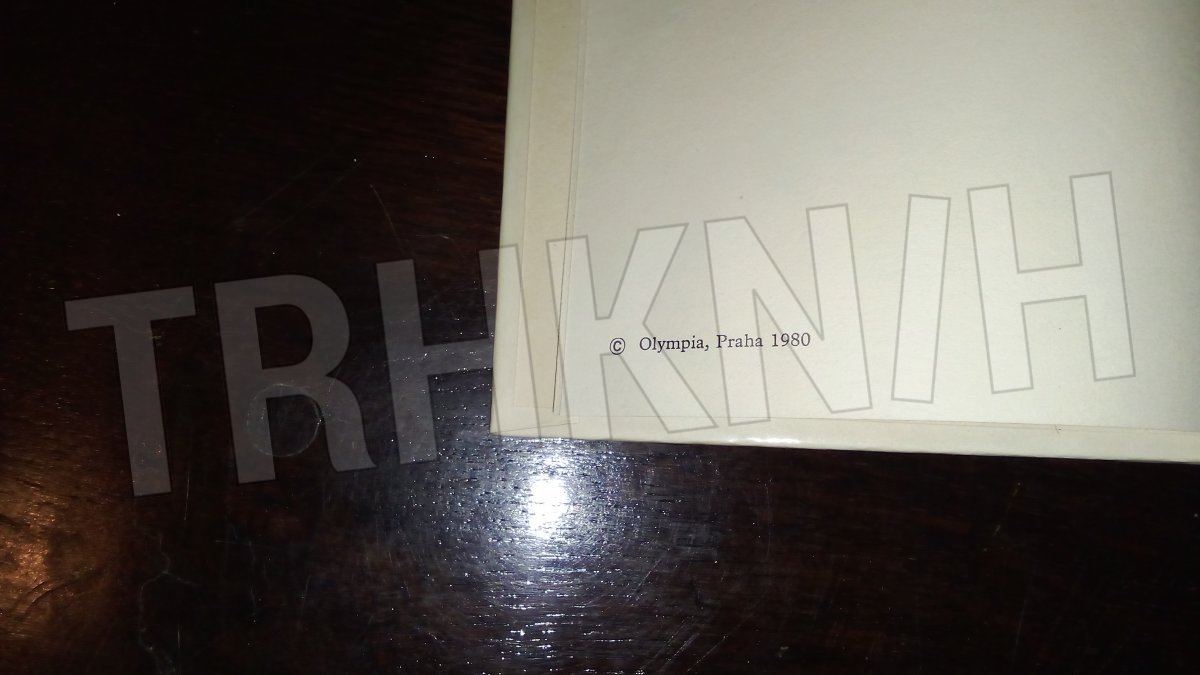 TRHKNIH
© Olympia, Praha 1980